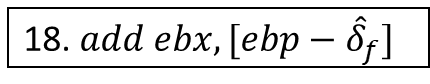 18. add ebx, [ebp − δ̂_f]